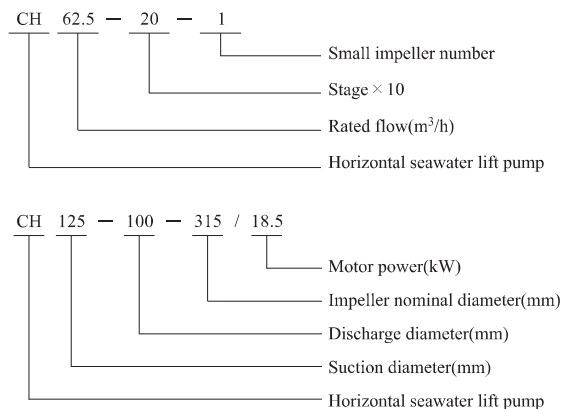 CH 62.5 — 20 — 1
Small impeller number
Stage × 10
Rated flow(m³/h)
Horizontal seawater lift pump
CH 125 — 100 — 315 / 18.5
Motor power(kW)
Impeller nominal diameter(mm)
Discharge diameter(mm)
Suction diameter(mm)
Horizontal seawater lift pump